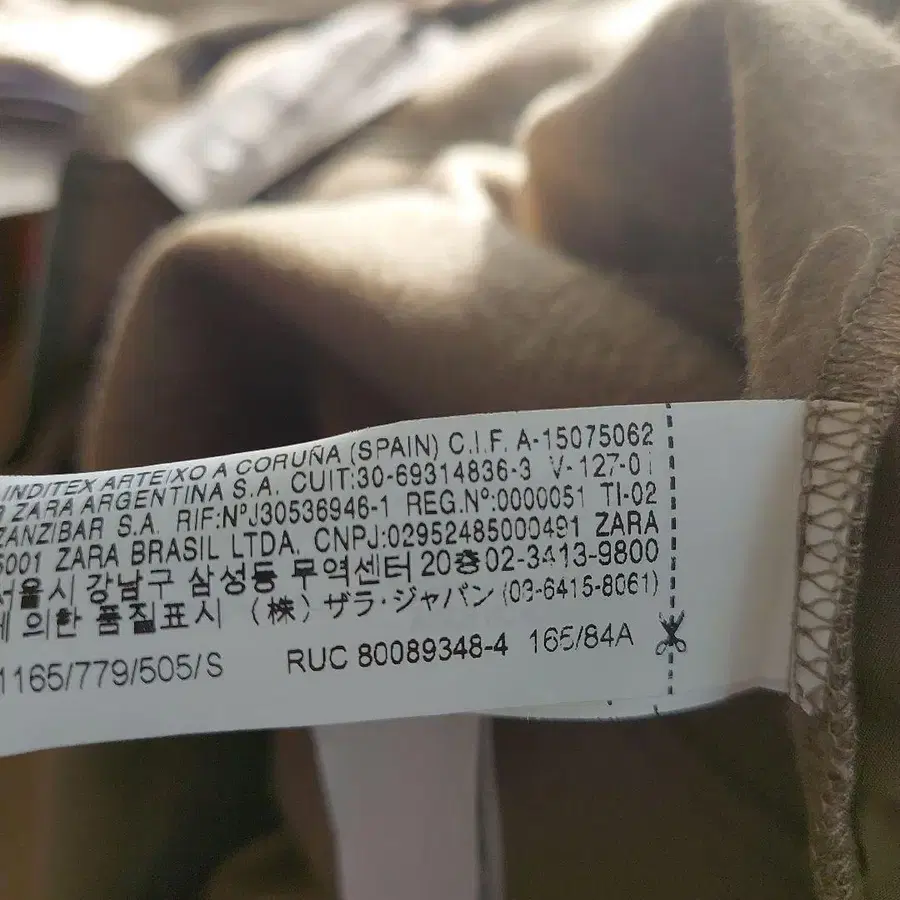 INDITEX ARTEIXO A CORUÑA (SPAIN) C.I.F. A-15075062
ZARA ARGENTINA S.A. CUIT:30-69314836-3 V-127-0
ZANZIBAR S.A. RIF:NºJ30536946-1 REG.Nº:0000051 TI-02
5001 ZARA BRASIL LTDA. CNPJ:02952485000491 ZARA
서울시 강남구 삼성동 무역센터 20층 02-3413-9800
의한 품질표시 (株) ザラ・ジャパン (03-6415-8061)
1165/779/505/S RUC 80089348-4 165/84A